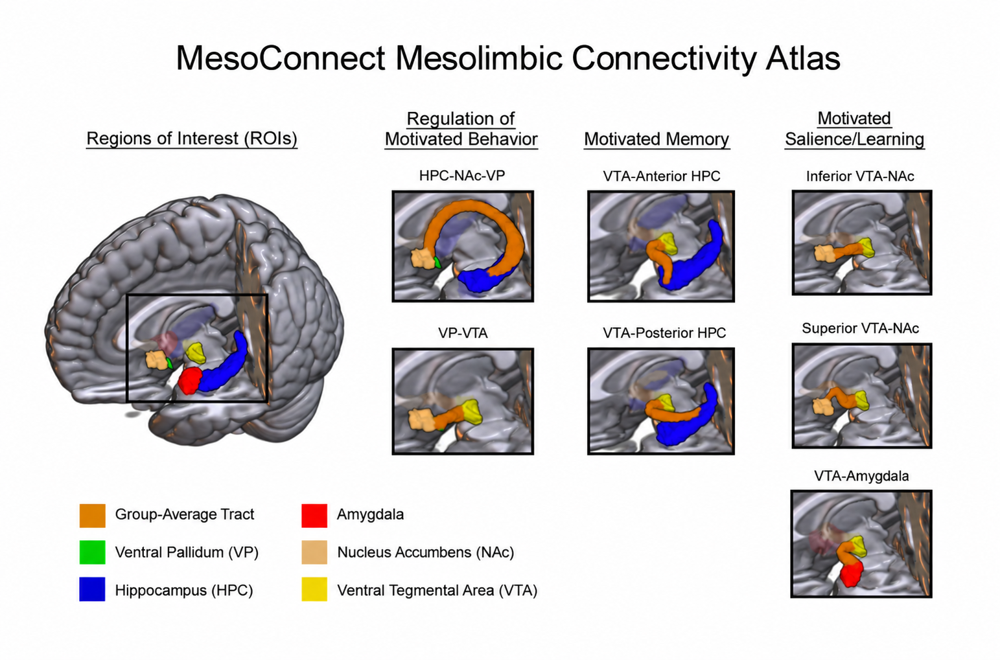 MesoConnect Mesolimbic Connectivity Atlas
Regions of Interest (ROIs)
Regulation of
Motivated Behavior
HPC-NAc-VP
VP-VTA
Motivated Memory
VTA-Anterior HPC
VTA-Posterior HPC
Motivated
Salience/Learning
Inferior VTA-NAc
Superior VTA-NAc
VTA-Amygdala
Group-Average Tract
Ventral Pallidum (VP)
Hippocampus (HPC)
Amygdala
Nucleus Accumbens (NAc)
Ventral Tegmental Area (VTA)